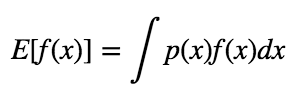 E[f(x)] = ∫ p(x)f(x)dx